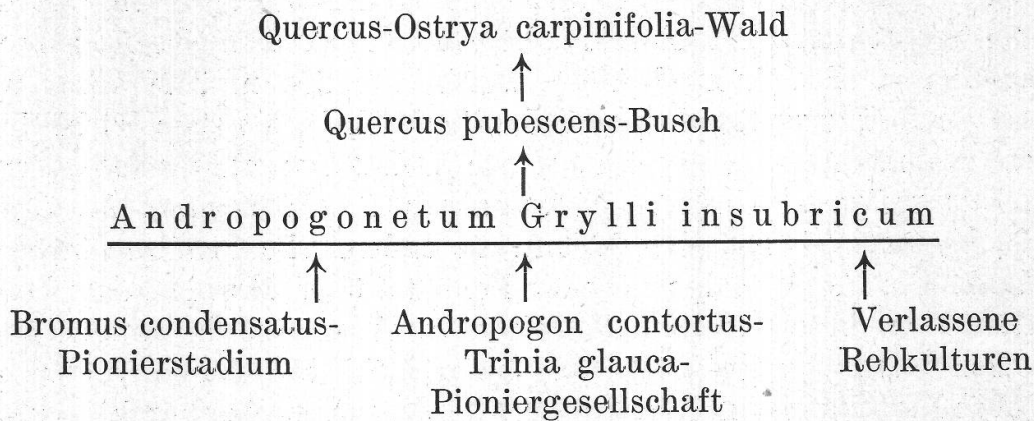 Quercus-Ostrya carpinifolia-Wald
Quercus pubescens-Busch
Andropogonetum Grylli insubricum
Bromus condensatus-
Pionierstadium
Andropogon contortus-
Trinia glauca-
Pioniergesellschaft
Verlassene
Rebkulturen